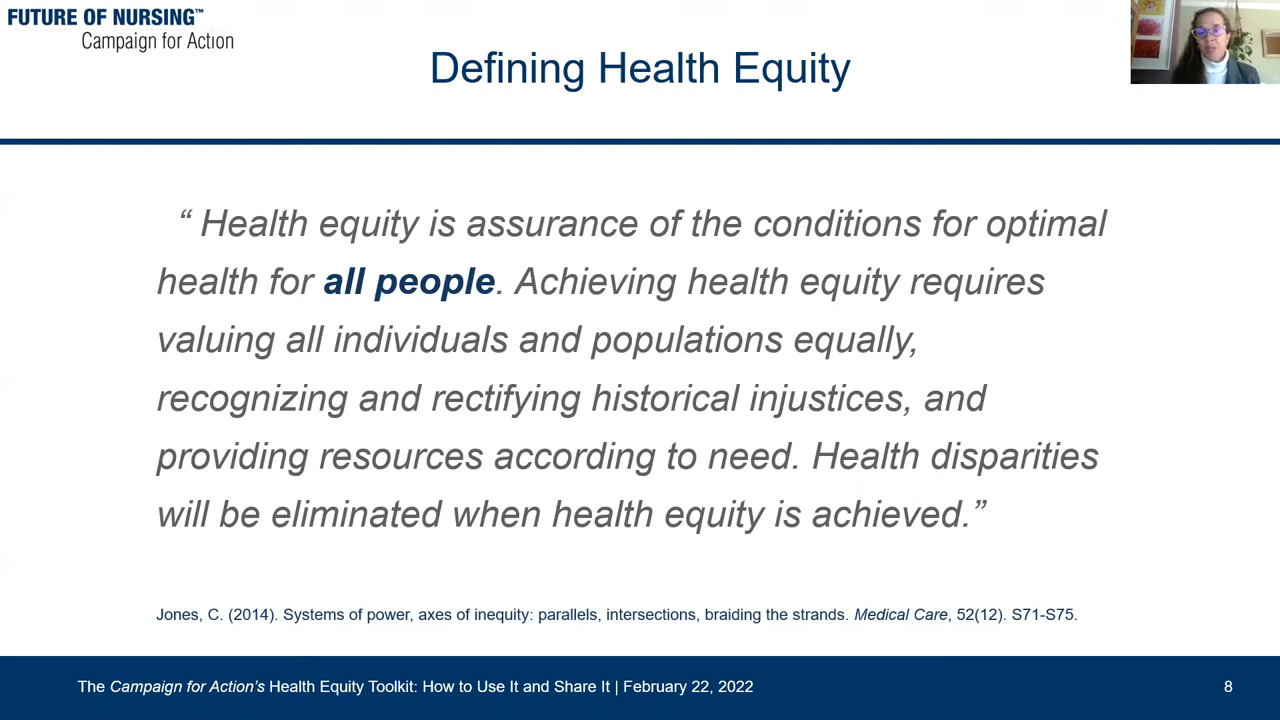 FUTURE OF NURSING™
Campaign for Action
Defining Health Equity
“ Health equity is assurance of the conditions for optimal
health for all people. Achieving health equity requires
valuing all individuals and populations equally,
recognizing and rectifying historical injustices, and
providing resources according to need. Health disparities
will be eliminated when health equity is achieved.”
Jones, C. (2014). Systems of power, axes of inequity: parallels, intersections, braiding the strands. Medical Care, 52(12). S71-S75.
The Campaign for Action’s Health Equity Toolkit: How to Use It and Share It | February 22, 2022
8